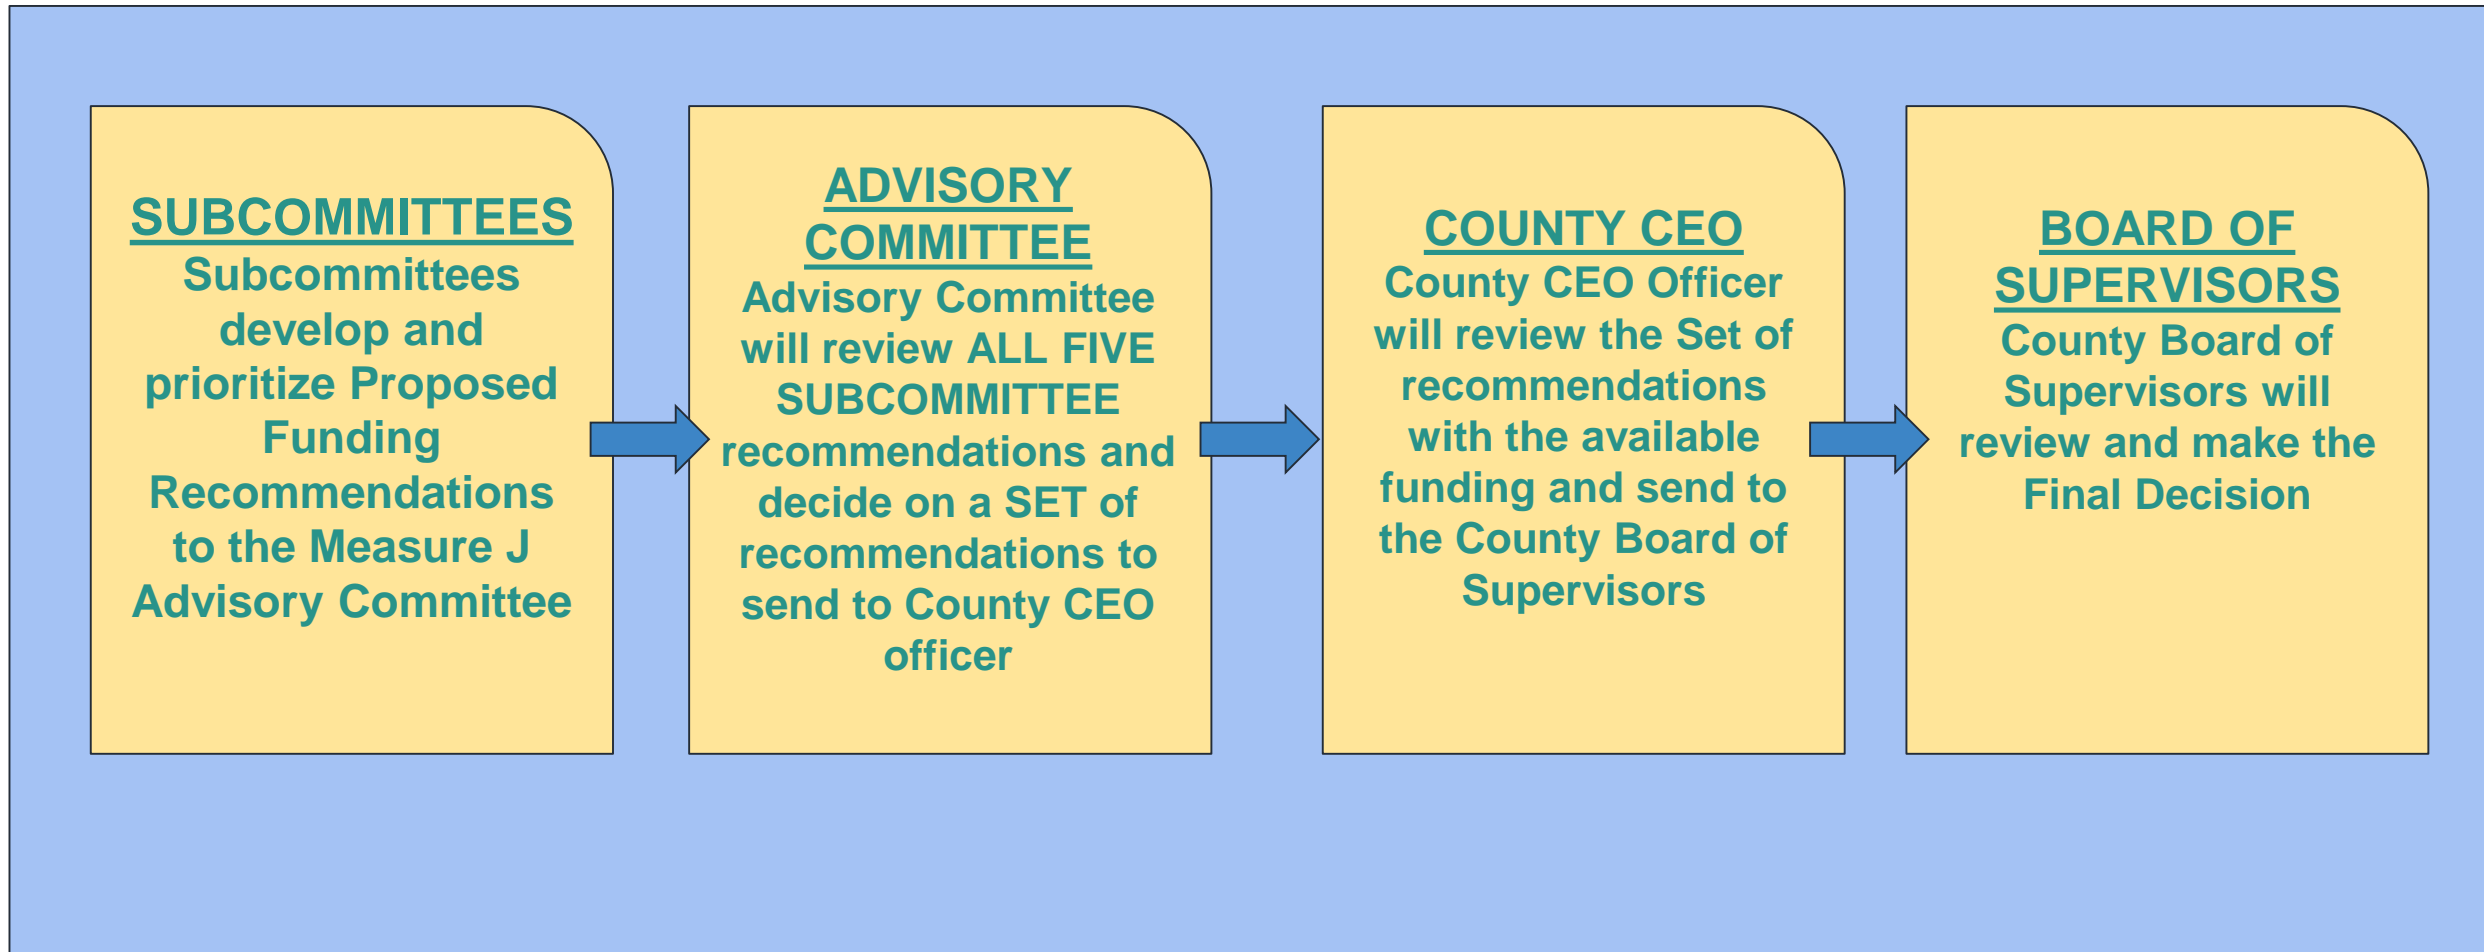 SUBCOMMITTEES
Subcommittees
develop and
prioritize Proposed
Funding
Recommendations
to the Measure J
Advisory Committee
ADVISORY
COMMITTEE
Advisory Committee
will review ALL FIVE
SUBCOMMITTEE
recommendations and
decide on a SET of
recommendations to
send to County CEO
officer
COUNTY CEO
County CEO Officer
will review the Set of
recommendations
with the available
funding and send to
the County Board of
Supervisors
BOARD OF
SUPERVISORS
County Board of
Supervisors will
review and make the
Final Decision